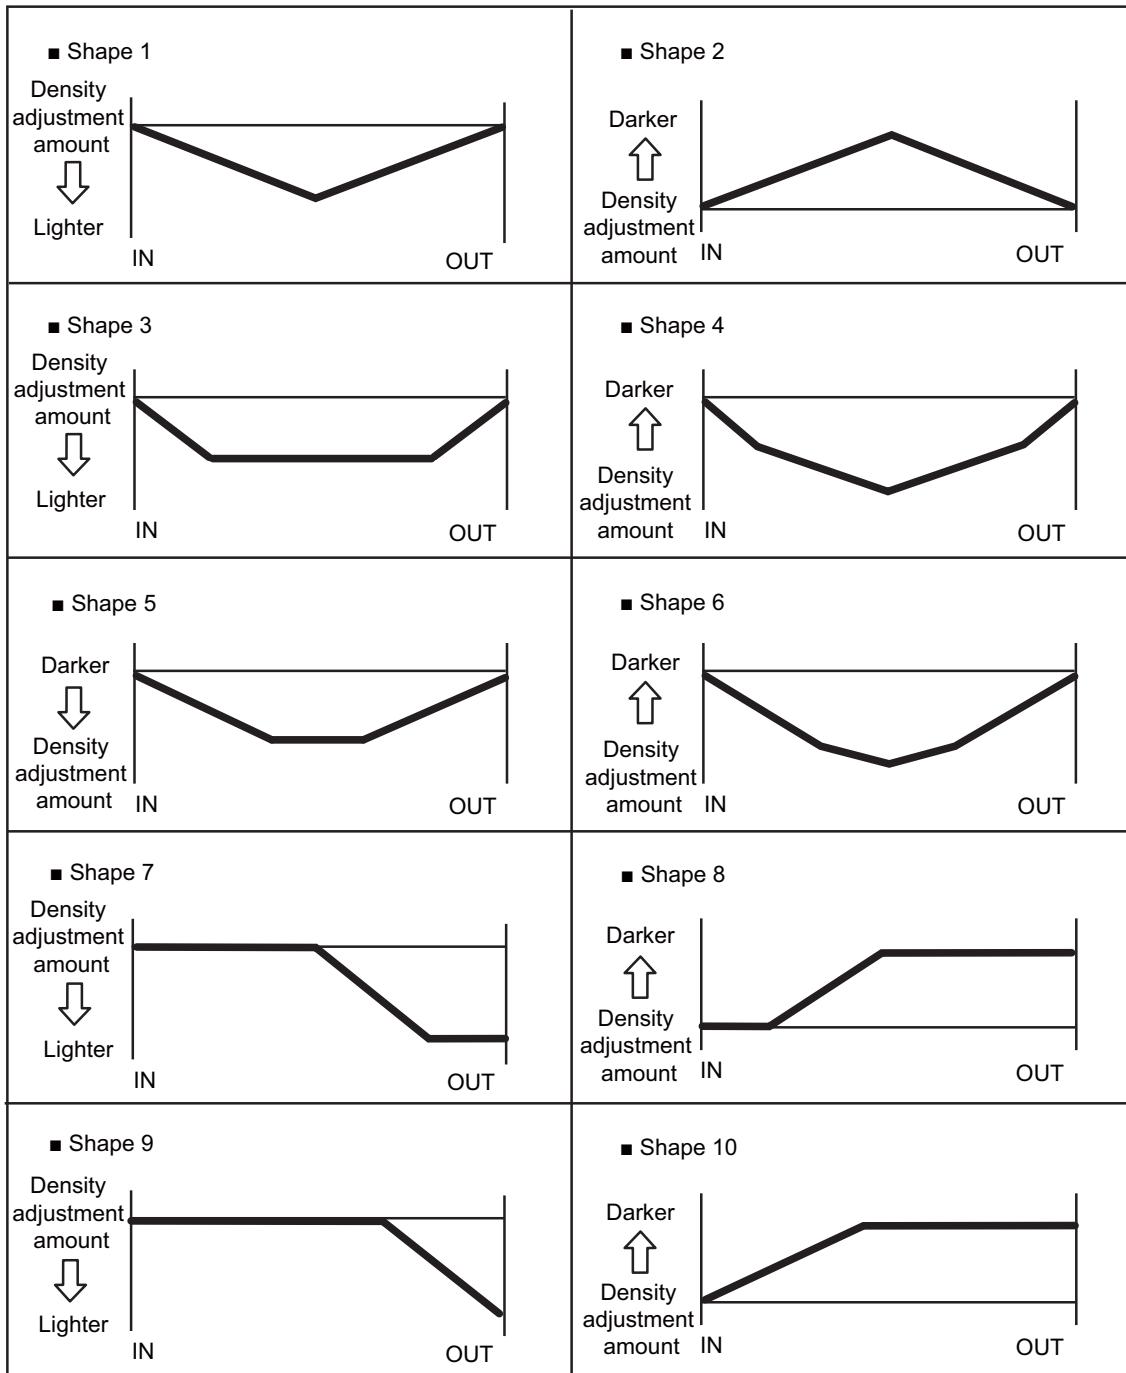 ■ Shape 1
Density
adjustment
amount
Lighter
IN
OUT
■ Shape 2
Darker
Density
adjustment
amount
IN
OUT
■ Shape 3
Density
adjustment
amount
Lighter
IN
OUT
■ Shape 4
Darker
Density
adjustment
amount
IN
OUT
■ Shape 5
Darker
Density
adjustment
amount
IN
OUT
■ Shape 6
Darker
Density
adjustment
amount
IN
OUT
■ Shape 7
Density
adjustment
amount
Lighter
IN
OUT
■ Shape 8
Darker
Density
adjustment
amount
IN
OUT
■ Shape 9
Density
adjustment
amount
Lighter
IN
OUT
■ Shape 10
Darker
Density
adjustment
amount
IN
OUT